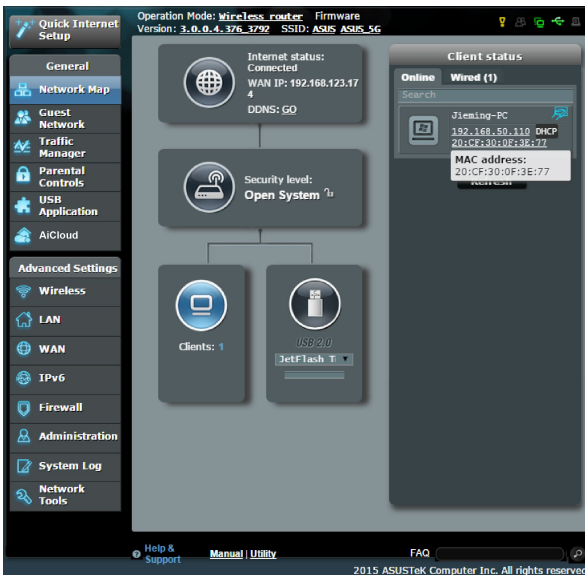 Quick Internet
Setup
Operation Mode: Wireless router Firmware
Version: 3.0.0.4.376_3792 SSID: ASUS ASUS_5G
General
Network Map
Guest
Network
Traffic
Manager
Parental
Controls
USB
Application
AiCloud
Advanced Settings
Wireless
LAN
WAN
IPv6
Firewall
Administration
System Log
Network
Tools
Internet status:
Connected
WAN IP: 192.168.123.17
4
DDNS: GO
Security level:
Open System
Clients: 1
USB 2.0
JetFlash T
Client status
Online Wired (1)
Search
Jieming-PC
192.168.50.110 DHCP
20:CF:30:0F:3E:77
MAC address:
20:CF:30:0F:3E:77
Refresh
Help &
Support
Manual | Utility
FAQ
2015 ASUSTeK Computer Inc. All rights reserved